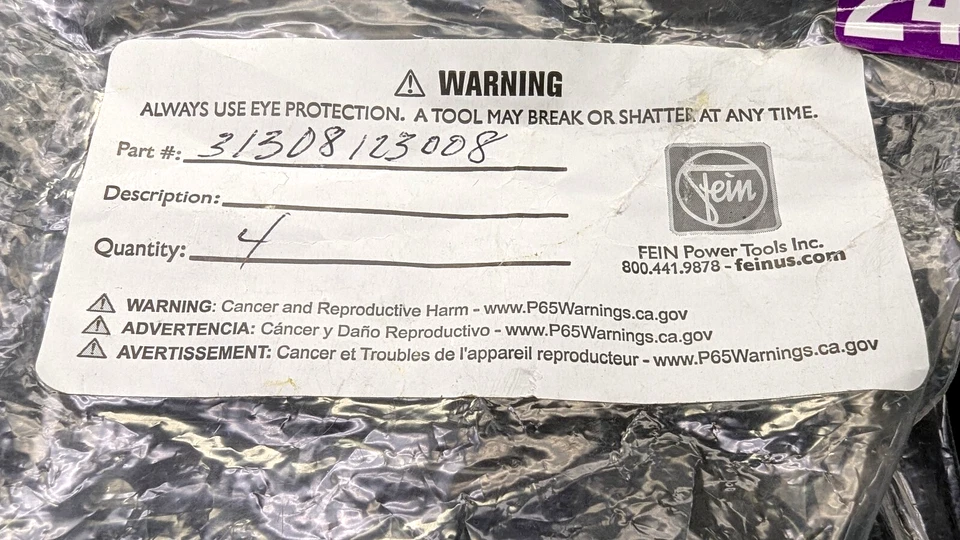 24
WARNING
ALWAYS USE EYE PROTECTION. A TOOL MAY BREAK OR SHATTER AT ANY TIME.
Part #: 31308123008
Description:
Quantity: 4
fein
FEIN Power Tools Inc.
800.441.9878 - feinus.com
WARNING: Cancer and Reproductive Harm - www.P65Warnings.ca.gov
ADVERTENCIA: Cáncer y Daño Reproductivo - www.P65Warnings.ca.gov
AVERTISSEMENT: Cancer et Troubles de l'appareil reproducteur - www.P65Warnings.ca.gov